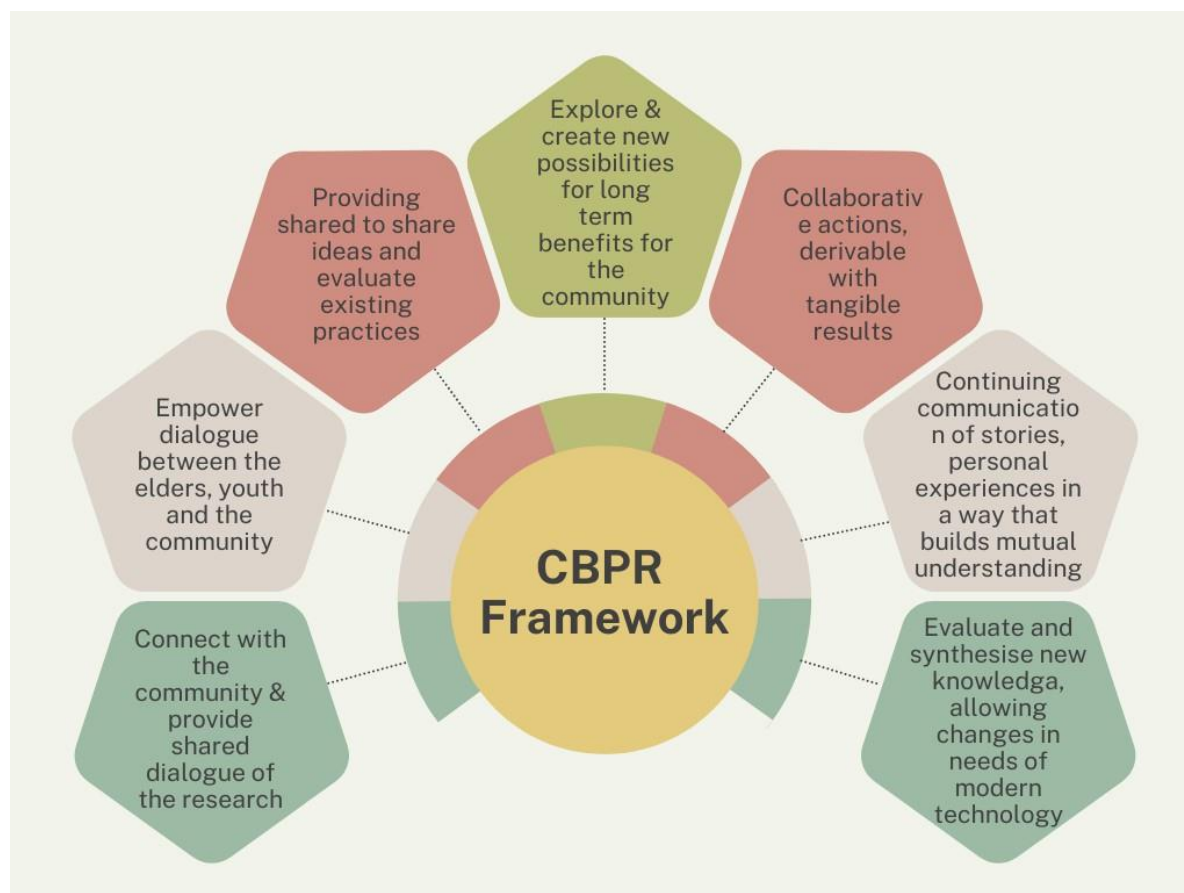 Explore &
create new
possibilities
for long
term
benefits for
the
community
Providing
shared to share
ideas and
evaluate
existing
practices
Collaborativ
e actions,
derivable
with
tangible
results
Empower
dialogue
between the
elders, youth
and the
community
Continuing
communicatio
n of stories,
personal
experiences in
a way that
builds mutual
understanding
CBPR
Framework
Connect with
the
community &
provide
shared
dialogue of
the research
Evaluate and
synthesise new
knowledga,
allowing
changes in
needs of
modern
technology